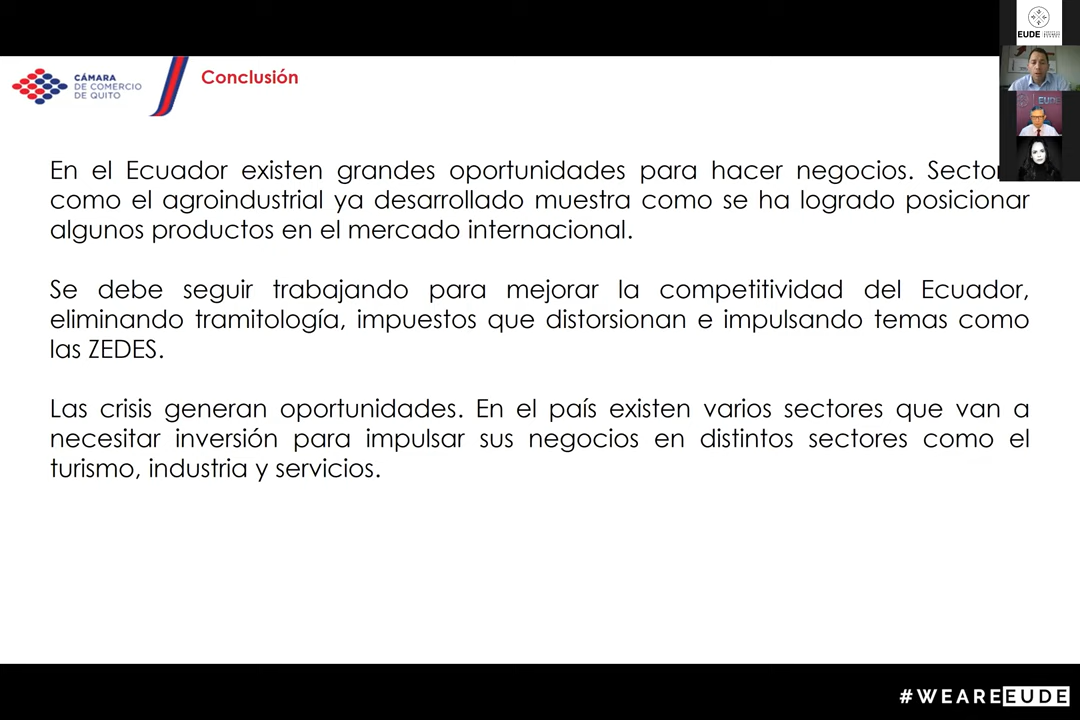 CÁMARA
DE COMERCIO
DE QUITO
Conclusión
EUDE
En el Ecuador existen grandes oportunidades para hacer negocios.
como el agroindustrial ya desarrollado muestra como se ha logrado posicionar
algunos productos en el mercado internacional.
Se debe seguir trabajando para mejorar la competitividad del Ecuador,
eliminando tramitología, impuestos que distorsionan e impulsando temas como
las ZEDES.
Las crisis generan oportunidades. En el país existen varios sectores que van a
necesitar inversión para impulsar sus negocios en distintos sectores como el
turismo, industria y servicios.
#WEAREEUDE